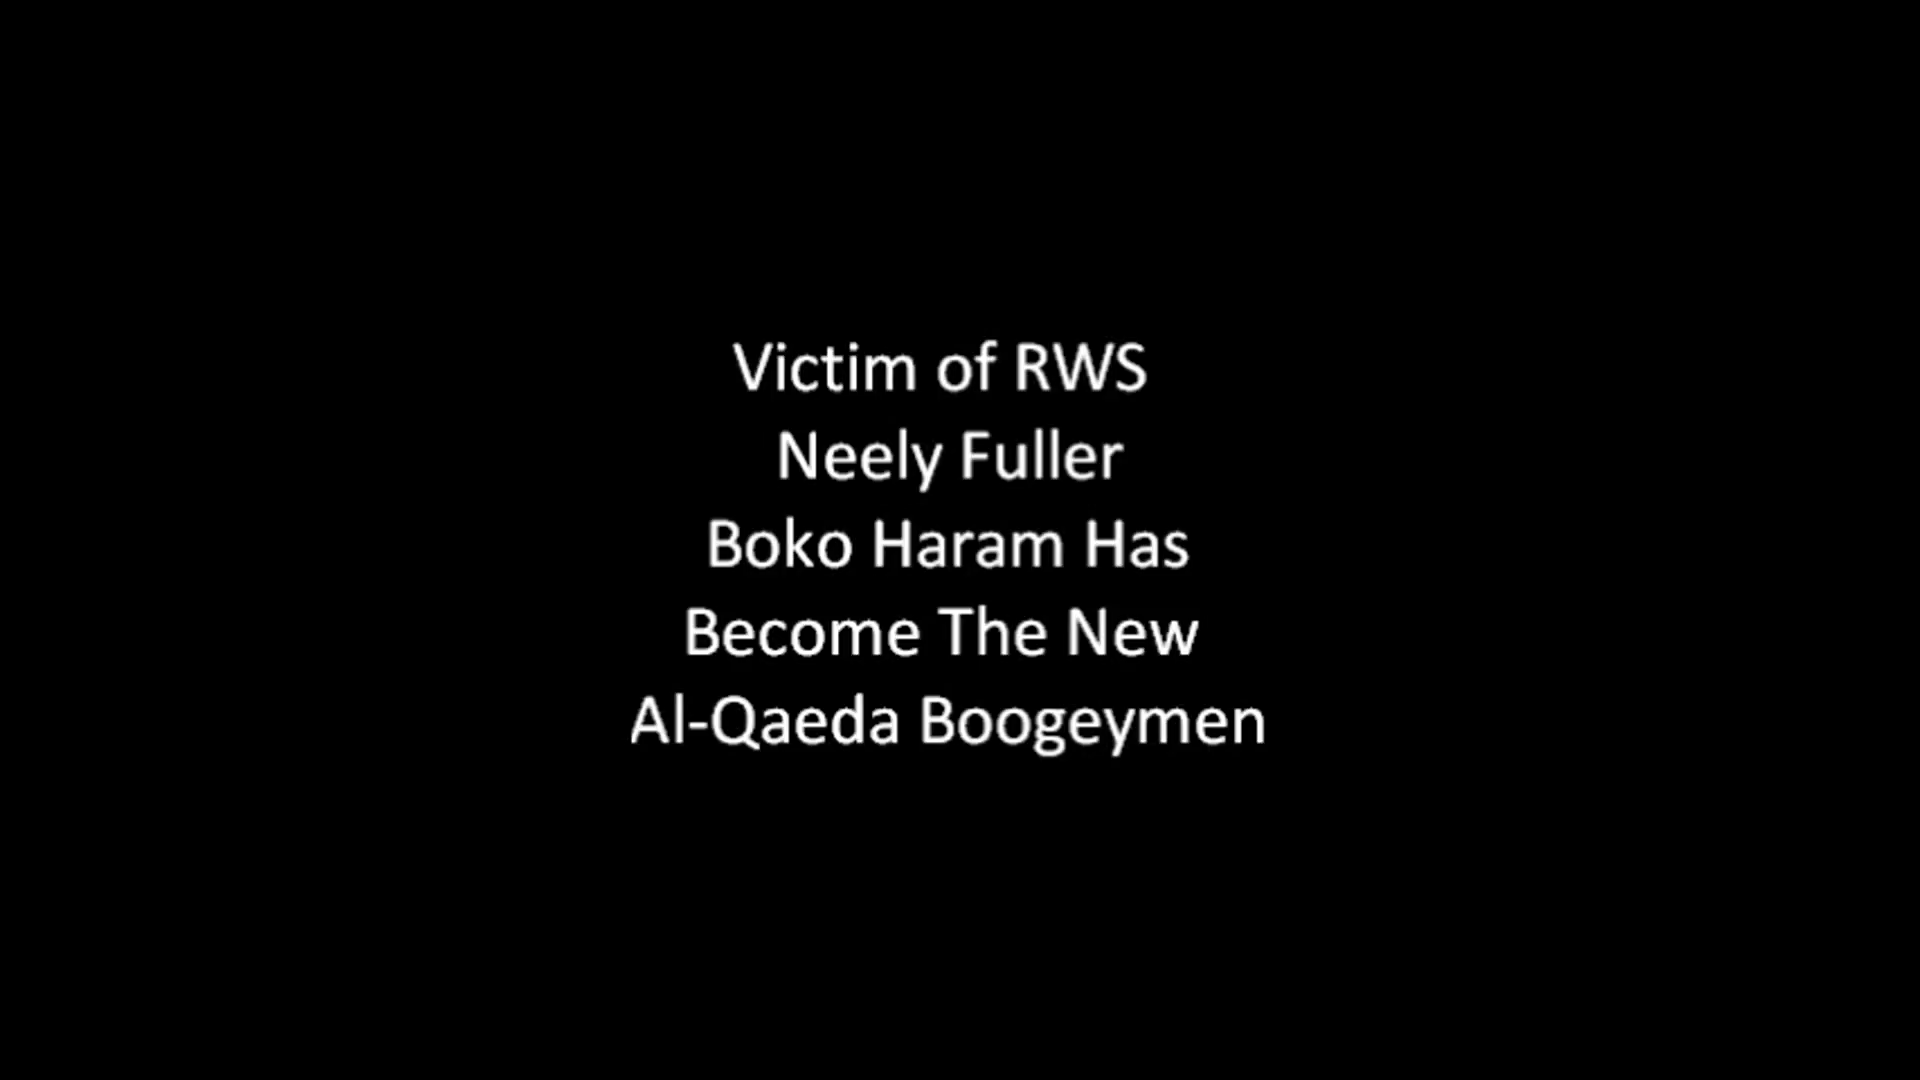 Victim of RWS
Neely Fuller
Boko Haram Has
Become The New
Al-Qaeda Boogeymen